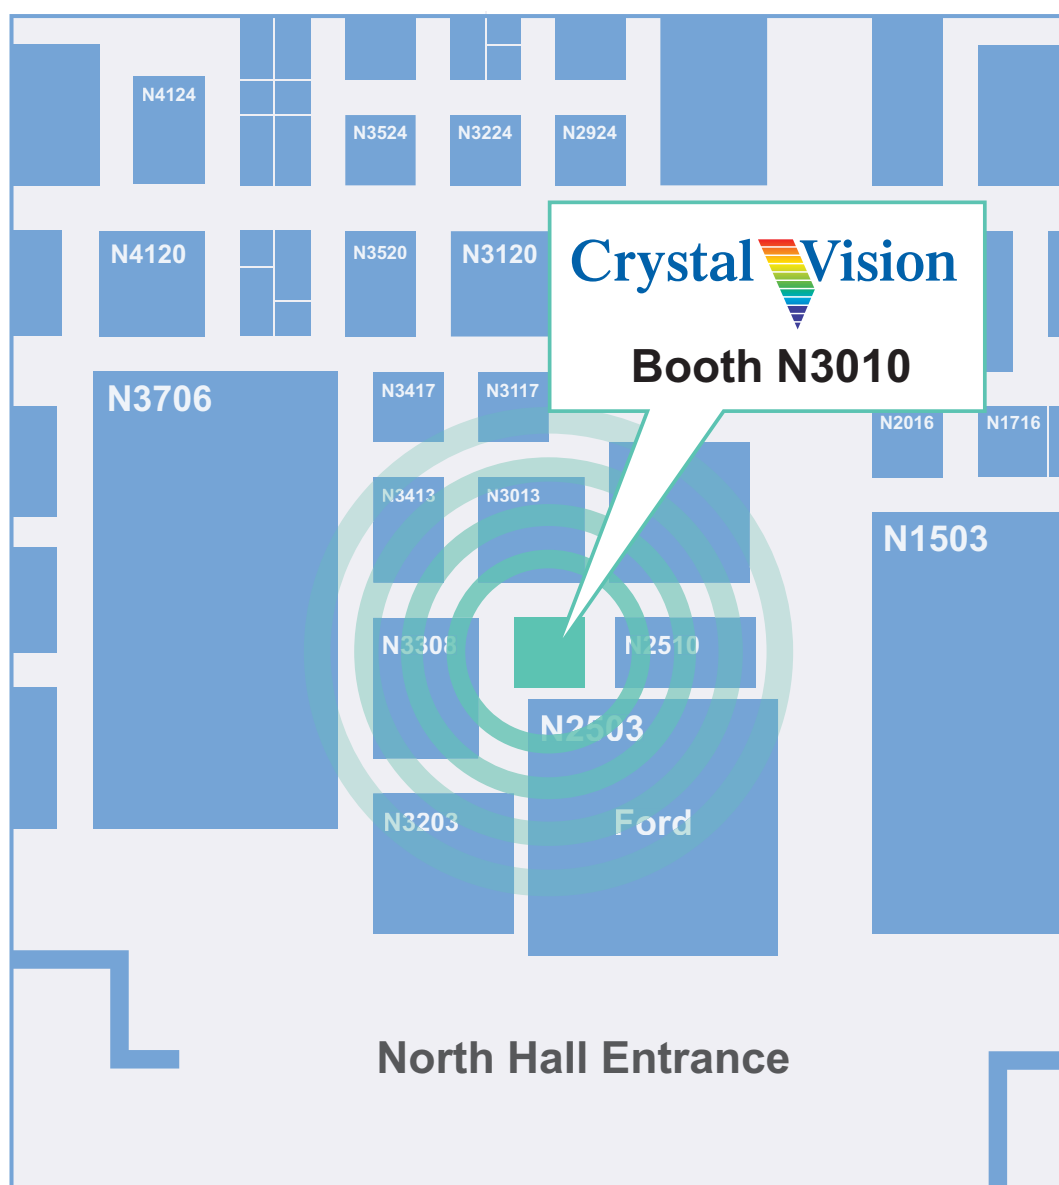 N4124
N3524
N3224
N2924
N4120
N3520
N3120
Crystal Vision
Booth N3010
N3706
N3417
N3117
N2016
N1716
N3413
N3013
N1503
N3308
N2510
N2503
N3203
Ford
North Hall Entrance